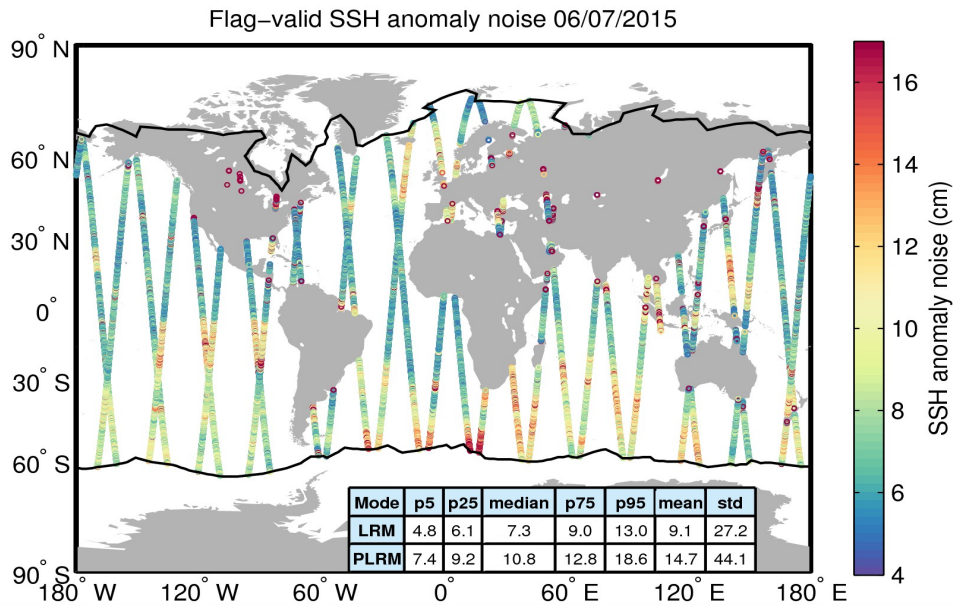 Flag−valid SSH anomaly noise 06/07/2015
90° N
60° N
30° N
0°
30° S
60° S
90° S
180° W
120° W
60° W
0°
60° E
120° E
180° E
Mode p5 p25 median p75 p95 mean std
LRM 4.8 6.1 7.3 9.0 13.0 9.1 27.2
PLRM 7.4 9.2 10.8 12.8 18.6 14.7 44.1
16
14
12
10
8
6
4
SSH anomaly noise (cm)